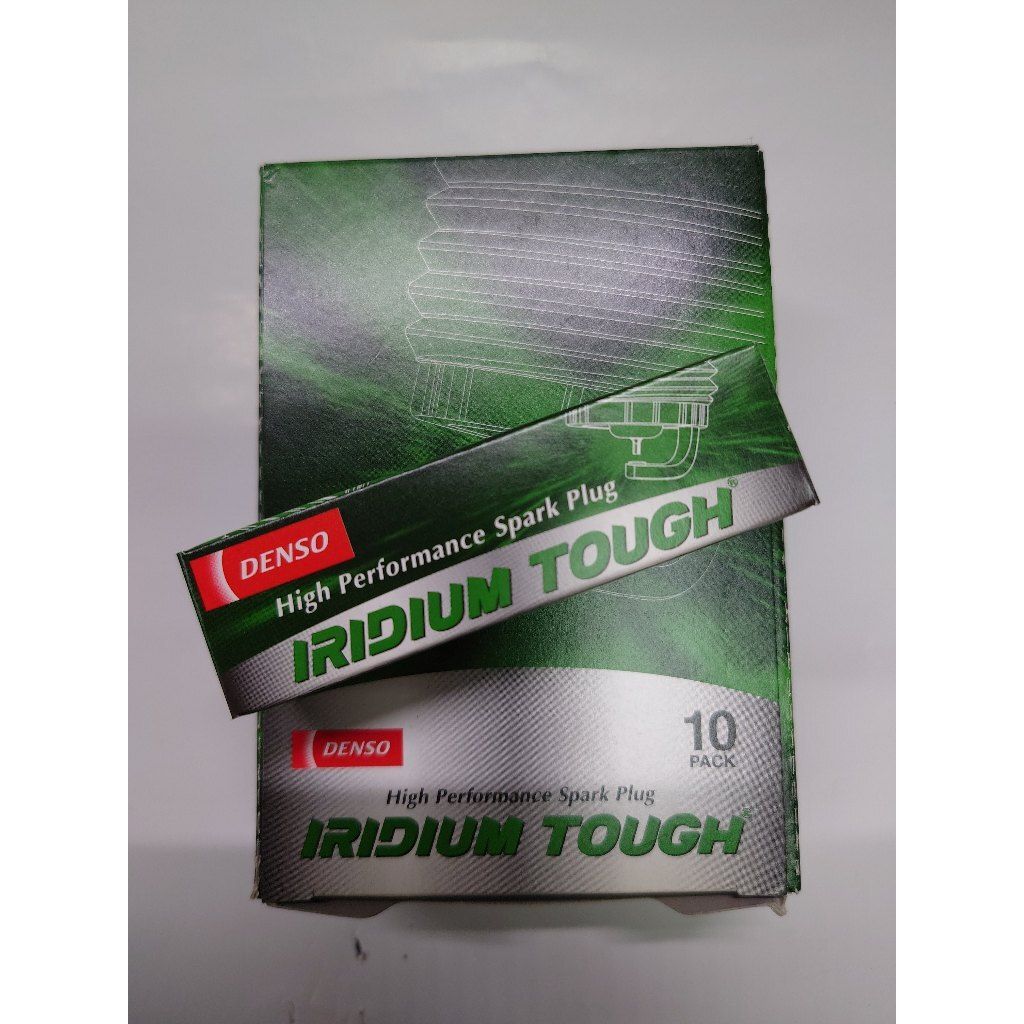 DENSO
High Performance Spark Plug
IRIDIUM TOUGH®
DENSO
10
PACK
High Performance Spark Plug
IRIDIUM TOUGH®